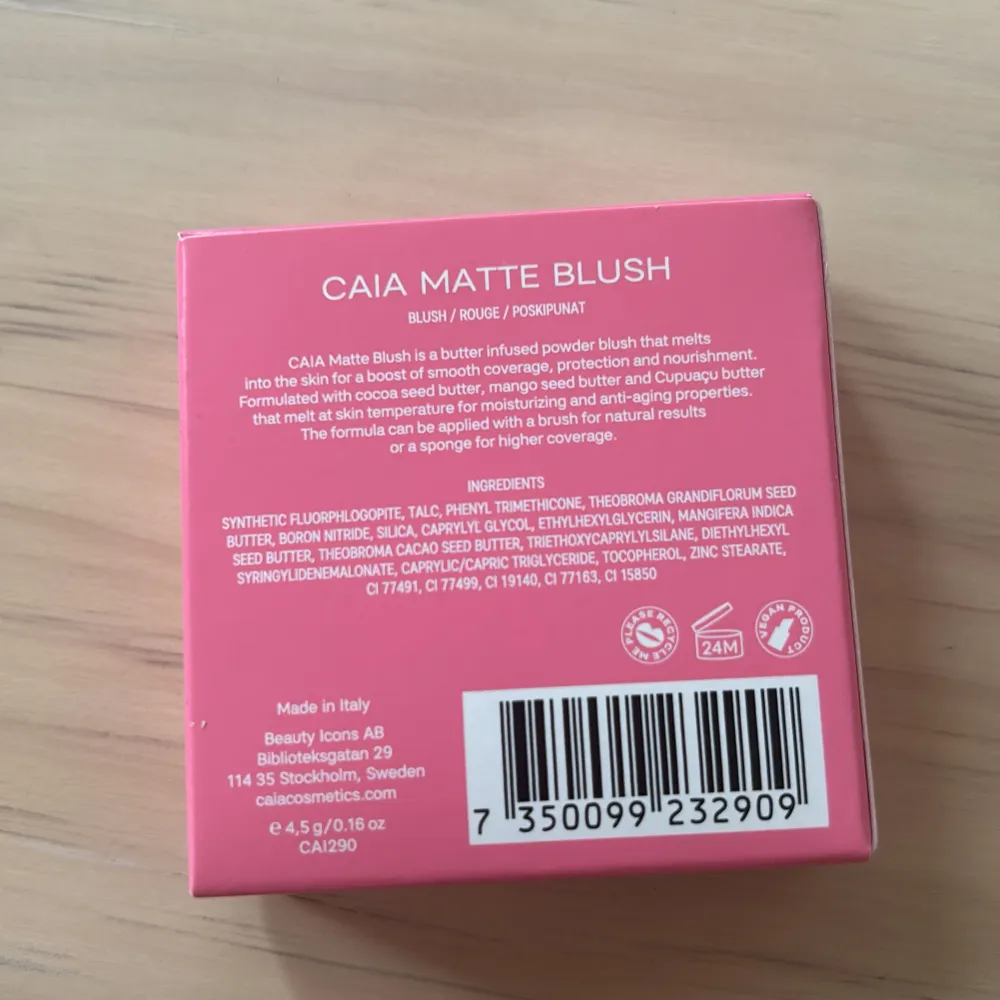 CAIA MATTE BLUSH
BLUSH / ROUGE / POSKIPUNAT
CAIA Matte Blush is a butter infused powder blush that melts
into the skin for a boost of smooth coverage, protection and nourishment.
Formulated with cocoa seed butter, mango seed butter and Cupuaçu butter
that melt at skin temperature for moisturizing and anti-aging properties.
The formula can be applied with a brush for natural results
or a sponge for higher coverage.
INGREDIENTS
SYNTHETIC FLUORPHLOGOPITE, TALC, PHENYL TRIMETHICONE, THEOBROMA GRANDIFLORUM SEED
BUTTER, BORON NITRIDE, SILICA, CAPRYLYL GLYCOL, ETHYLHEXYLGLYCERIN, MANGIFERA INDICA
SEED BUTTER, THEOBROMA CACAO SEED BUTTER, TRIETHOXYCAPRYLYLSILANE, DIETHYLHEXYL
SYRINGYLIDENEMALONATE, CAPRYLIC/CAPRIC TRIGLYCERIDE, TOCOPHEROL, ZINC STEARATE,
CI 77491, CI 77499, CI 19140, CI 77163, CI 15850
PLEASE RECYCLE ME
24M
VEGAN PRODUCT
Made in Italy
Beauty Icons AB
Biblioteksgatan 29
114 35 Stockholm, Sweden
caiacosmetics.com
e 4,5 g/0.16 oz
CAI290
7 350099 232909